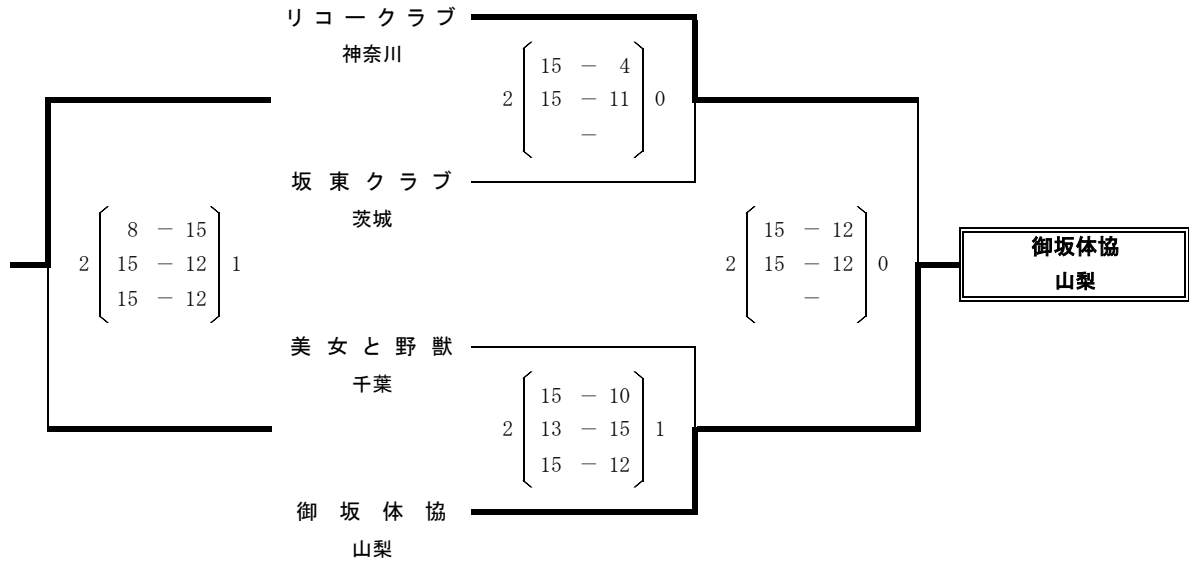 リコークラブ
神奈川
15 － 4
2 15 － 11 0
－
坂東クラブ
茨城
8 － 15
2 15 － 12 1
15 － 12
15 － 12
2 15 － 12 0
－
御坂体協
山梨
美女と野獣
千葉
15 － 10
2 13 － 15 1
15 － 12
御坂体協
山梨